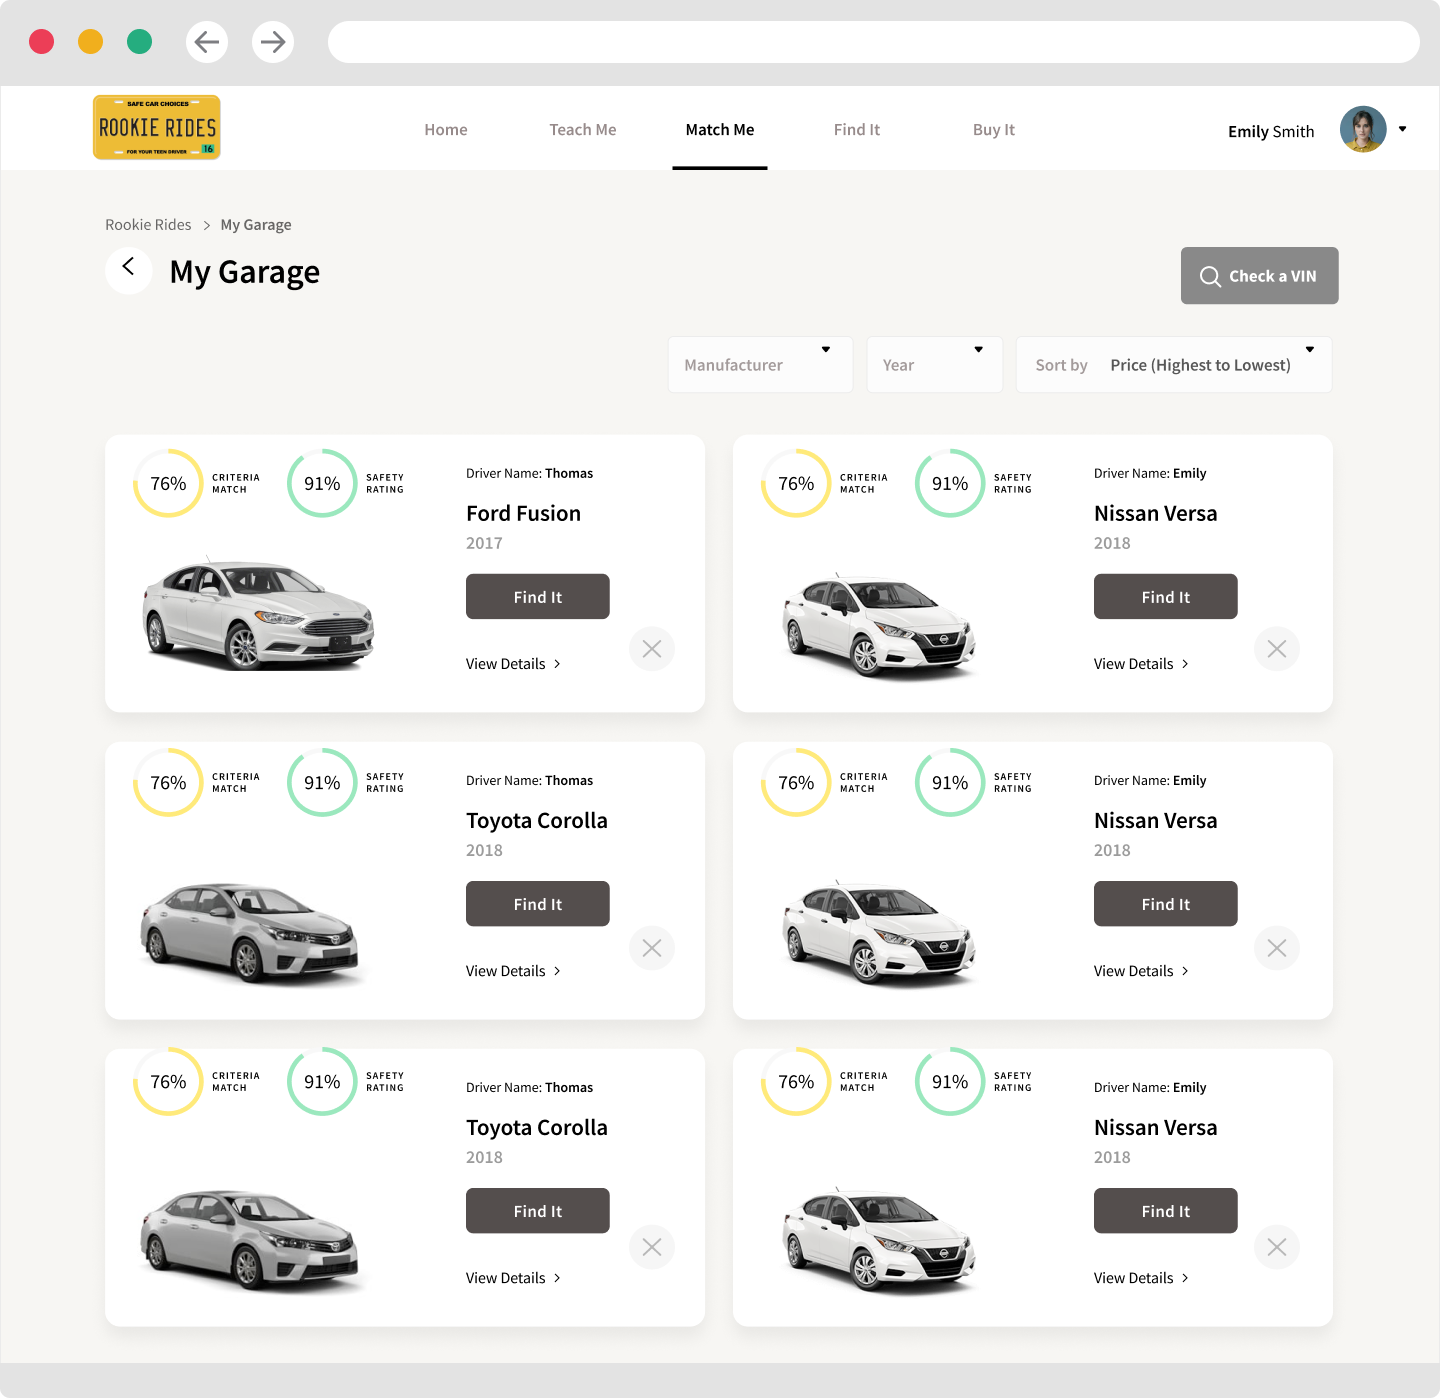 SAFE CAR CHOICES
ROOKIE RIDES
FOR YOUR TEEN DRIVER
16
Home
Teach Me
Match Me
Find It
Buy It
Emily Smith
Rookie Rides > My Garage
My Garage
Check a VIN
Manufacturer
Year
Sort by Price (Highest to Lowest)
76%
CRITERIA
MATCH
91%
SAFETY
RATING
Driver Name: Thomas
Ford Fusion
2017
Find It
View Details >
76%
CRITERIA
MATCH
91%
SAFETY
RATING
Driver Name: Emily
Nissan Versa
2018
Find It
View Details >
76%
CRITERIA
MATCH
91%
SAFETY
RATING
Driver Name: Thomas
Toyota Corolla
2018
Find It
View Details >
76%
CRITERIA
MATCH
91%
SAFETY
RATING
Driver Name: Emily
Nissan Versa
2018
Find It
View Details >
76%
CRITERIA
MATCH
91%
SAFETY
RATING
Driver Name: Thomas
Toyota Corolla
2018
Find It
View Details >
76%
CRITERIA
MATCH
91%
SAFETY
RATING
Driver Name: Emily
Nissan Versa
2018
Find It
View Details >